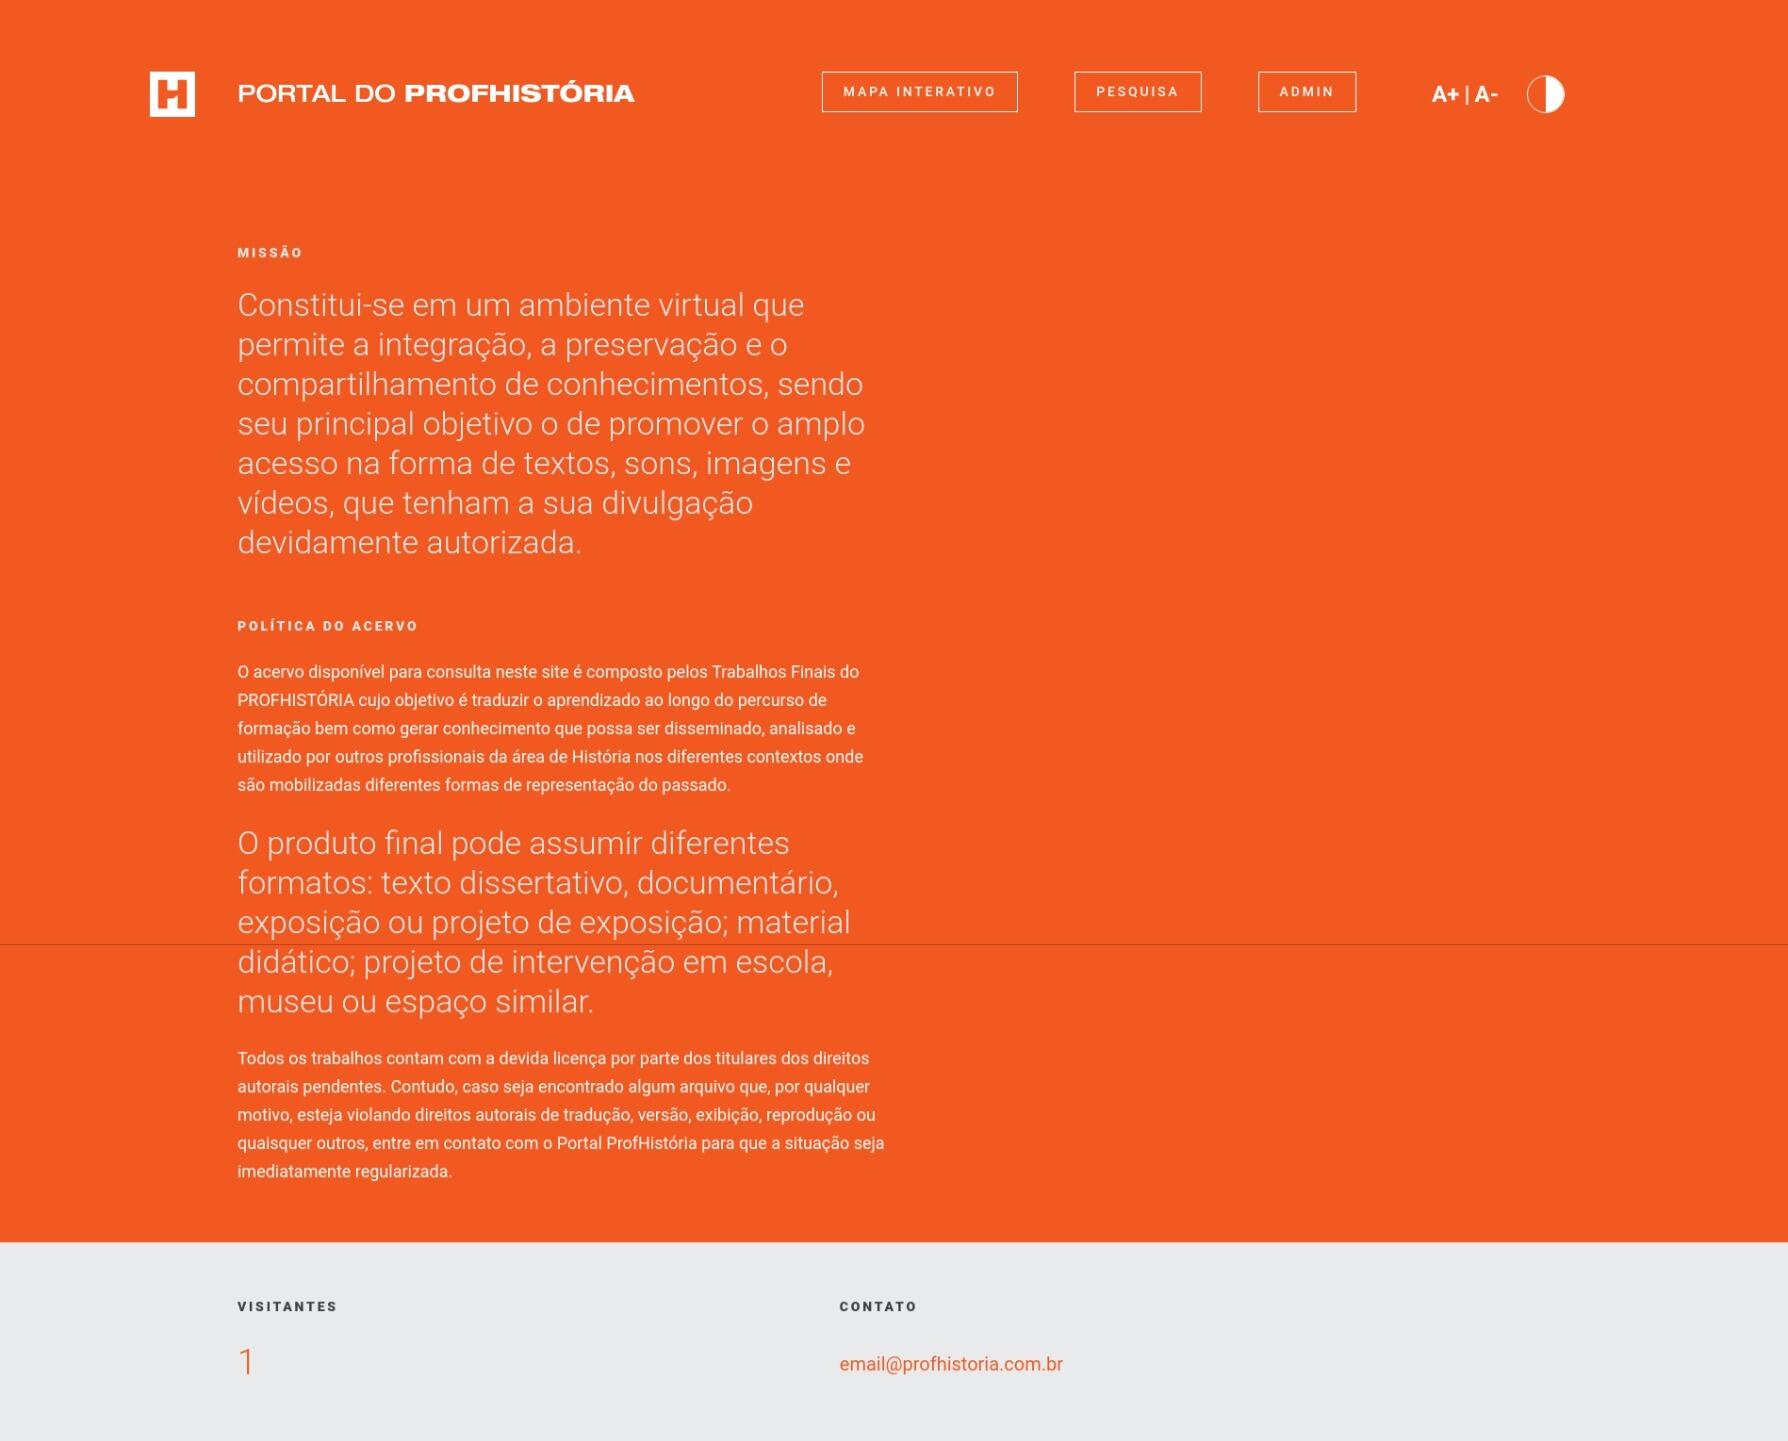 H
PORTAL DO PROFHISTÓRIA
MAPA INTERATIVO
PESQUISA
ADMIN
A+ | A-
MISSÃO
Constitui-se em um ambiente virtual que
permite a integração, a preservação e o
compartilhamento de conhecimentos, sendo
seu principal objetivo o de promover o amplo
acesso na forma de textos, sons, imagens e
vídeos, que tenham a sua divulgação
devidamente autorizada.
POLÍTICA DO ACERVO
O acervo disponível para consulta neste site é composto pelos Trabalhos Finais do
PROFHISTÓRIA cujo objetivo é traduzir o aprendizado ao longo do percurso de
formação bem como gerar conhecimento que possa ser disseminado, analisado e
utilizado por outros profissionais da área de História nos diferentes contextos onde
são mobilizadas diferentes formas de representação do passado.
O produto final pode assumir diferentes
formatos: texto dissertativo, documentário,
exposição ou projeto de exposição; material
didático; projeto de intervenção em escola,
museu ou espaço similar.
Todos os trabalhos contam com a devida licença por parte dos titulares dos direitos
autorais pendentes. Contudo, caso seja encontrado algum arquivo que, por qualquer
motivo, esteja violando direitos autorais de tradução, versão, exibição, reprodução ou
quaisquer outros, entre em contato com o Portal ProfHistória para que a situação seja
imediatamente regularizada.
VISITANTES
1
CONTATO
email@profhistoria.com.br